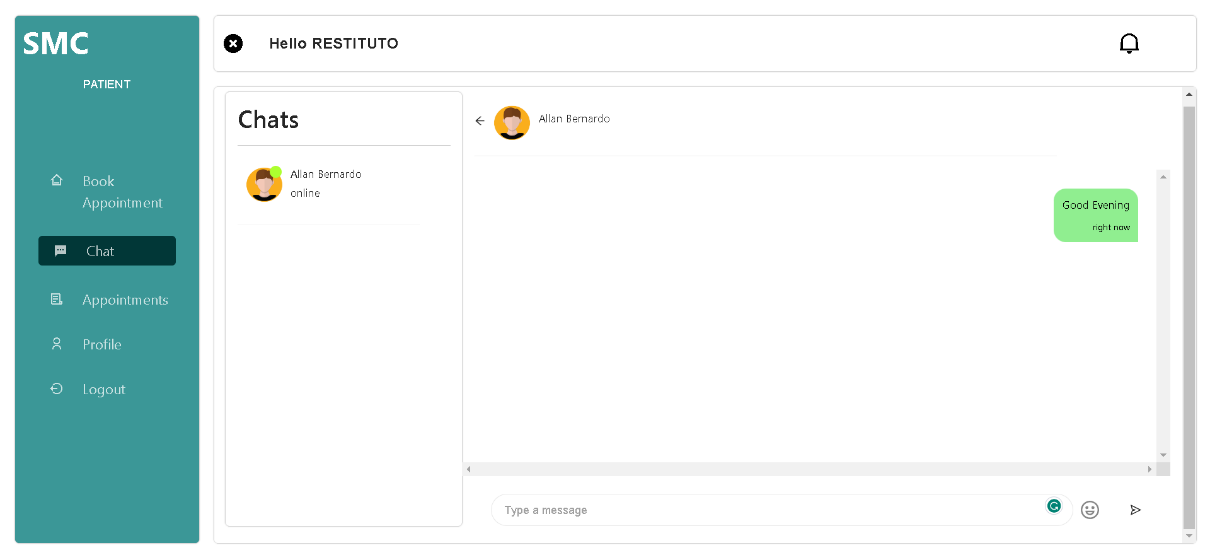 SMC
PATIENT
Book
Appointment
Chat
Appointments
Profile
Logout
Hello RESTITUTO
Chats
Allan Bernardo
online
Allan Bernardo
Good Evening
right now
Type a message